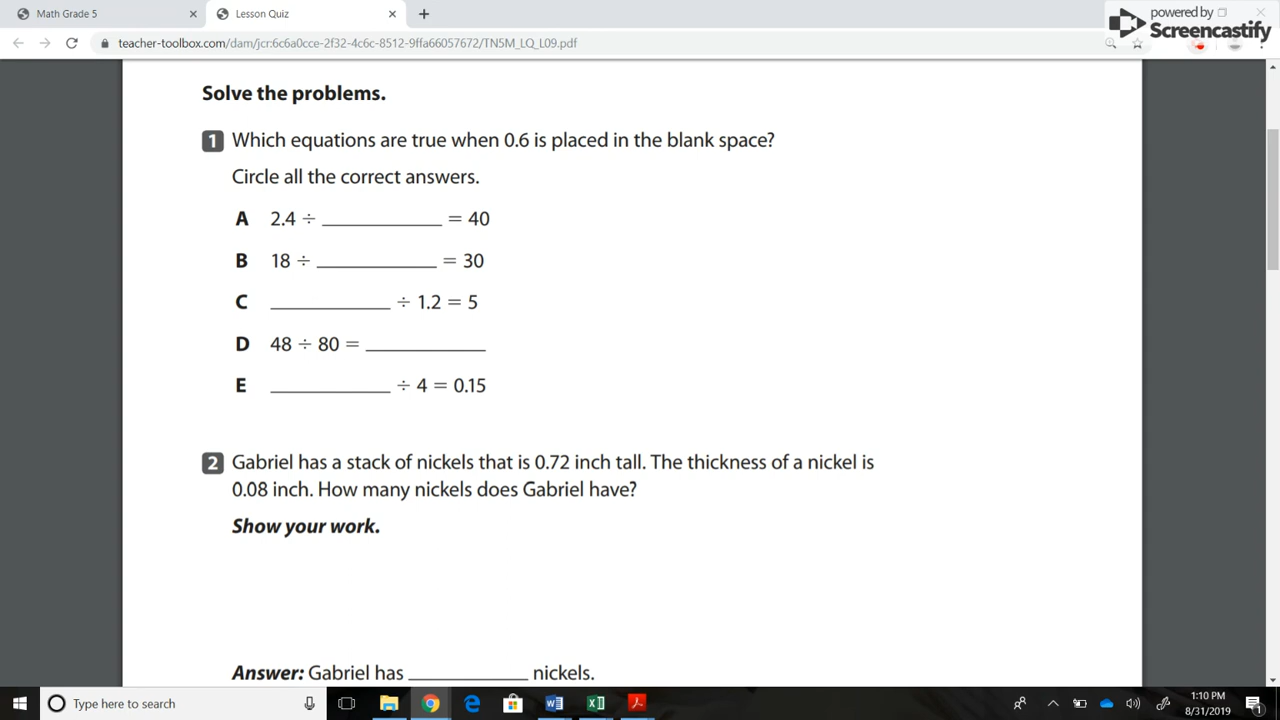 Math Grade 5
Lesson Quiz
powered by
Screencastify
teacher-toolbox.com/dam/jcr:6c6a0cce-2f32-4c6c-8512-9ffa66057672/TN5M_LQ_L09.pdf
Solve the problems.
1 Which equations are true when 0.6 is placed in the blank space?
Circle all the correct answers.
A 2.4 ÷ ____________ = 40
B 18 ÷ ____________ = 30
C ____________ ÷ 1.2 = 5
D 48 ÷ 80 = ____________
E ____________ ÷ 4 = 0.15
2 Gabriel has a stack of nickels that is 0.72 inch tall. The thickness of a nickel is
0.08 inch. How many nickels does Gabriel have?
Show your work.
Answer: Gabriel has ____________ nickels.
Type here to search
1:10 PM
8/31/2019
1